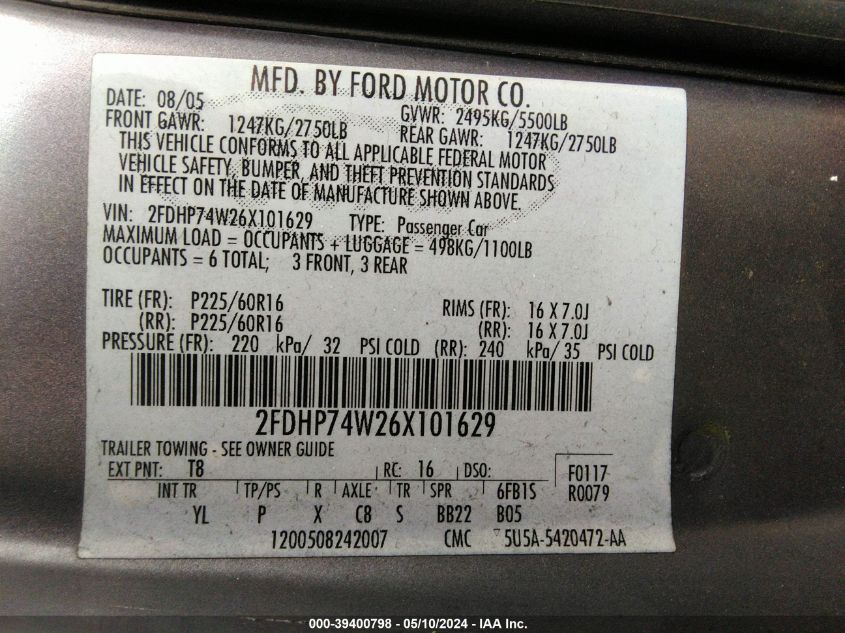 MFD. BY FORD MOTOR CO.
DATE: 08/05 GVWR: 2495KG/5500LB
FRONT GAWR: 1247KG/2750LB REAR GAWR: 1247KG/2750LB
THIS VEHICLE CONFORMS TO ALL APPLICABLE FEDERAL MOTOR
VEHICLE SAFETY, BUMPER, AND THEFT PREVENTION STANDARDS
IN EFFECT ON THE DATE OF MANUFACTURE SHOWN ABOVE.
VIN: 2FDHP74W26X101629 TYPE: Passenger Car
MAXIMUM LOAD = OCCUPANTS + LUGGAGE = 498KG/1100LB
OCCUPANTS = 6 TOTAL; 3 FRONT, 3 REAR
TIRE (FR): P225/60R16 RIMS (FR): 16 X 7.0J
(RR): P225/60R16 (RR): 16 X 7.0J
PRESSURE (FR): 220 kPa/ 32 PSI COLD (RR): 240 kPa/ 35 PSI COLD
2FDHP74W26X101629
TRAILER TOWING - SEE OWNER GUIDE
EXT PNT: T8 RC: 16 DSO: F0117
INT TR TP/PS R AXLE TR SPR 6FB1S R0079
YL P X C8 S BB22 B05
1200508242007 CMC 5U5A-5420472-AA
000-39400798 - 05/10/2024 - IAA Inc.